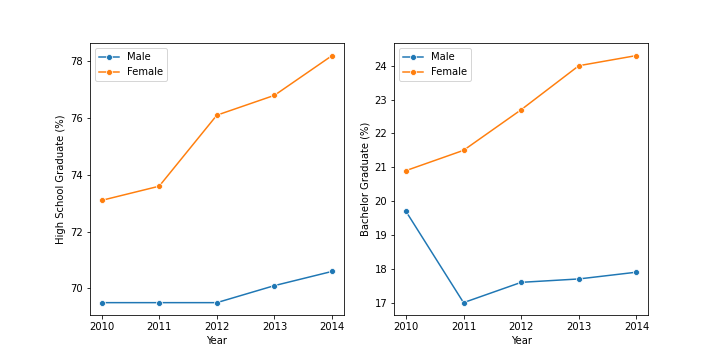 Male
Female
High School Graduate (%)
78
76
74
72
70
2010 2011 2012 2013 2014
Year
Male
Female
Bachelor Graduate (%)
24
23
22
21
20
19
18
17
2010 2011 2012 2013 2014
Year